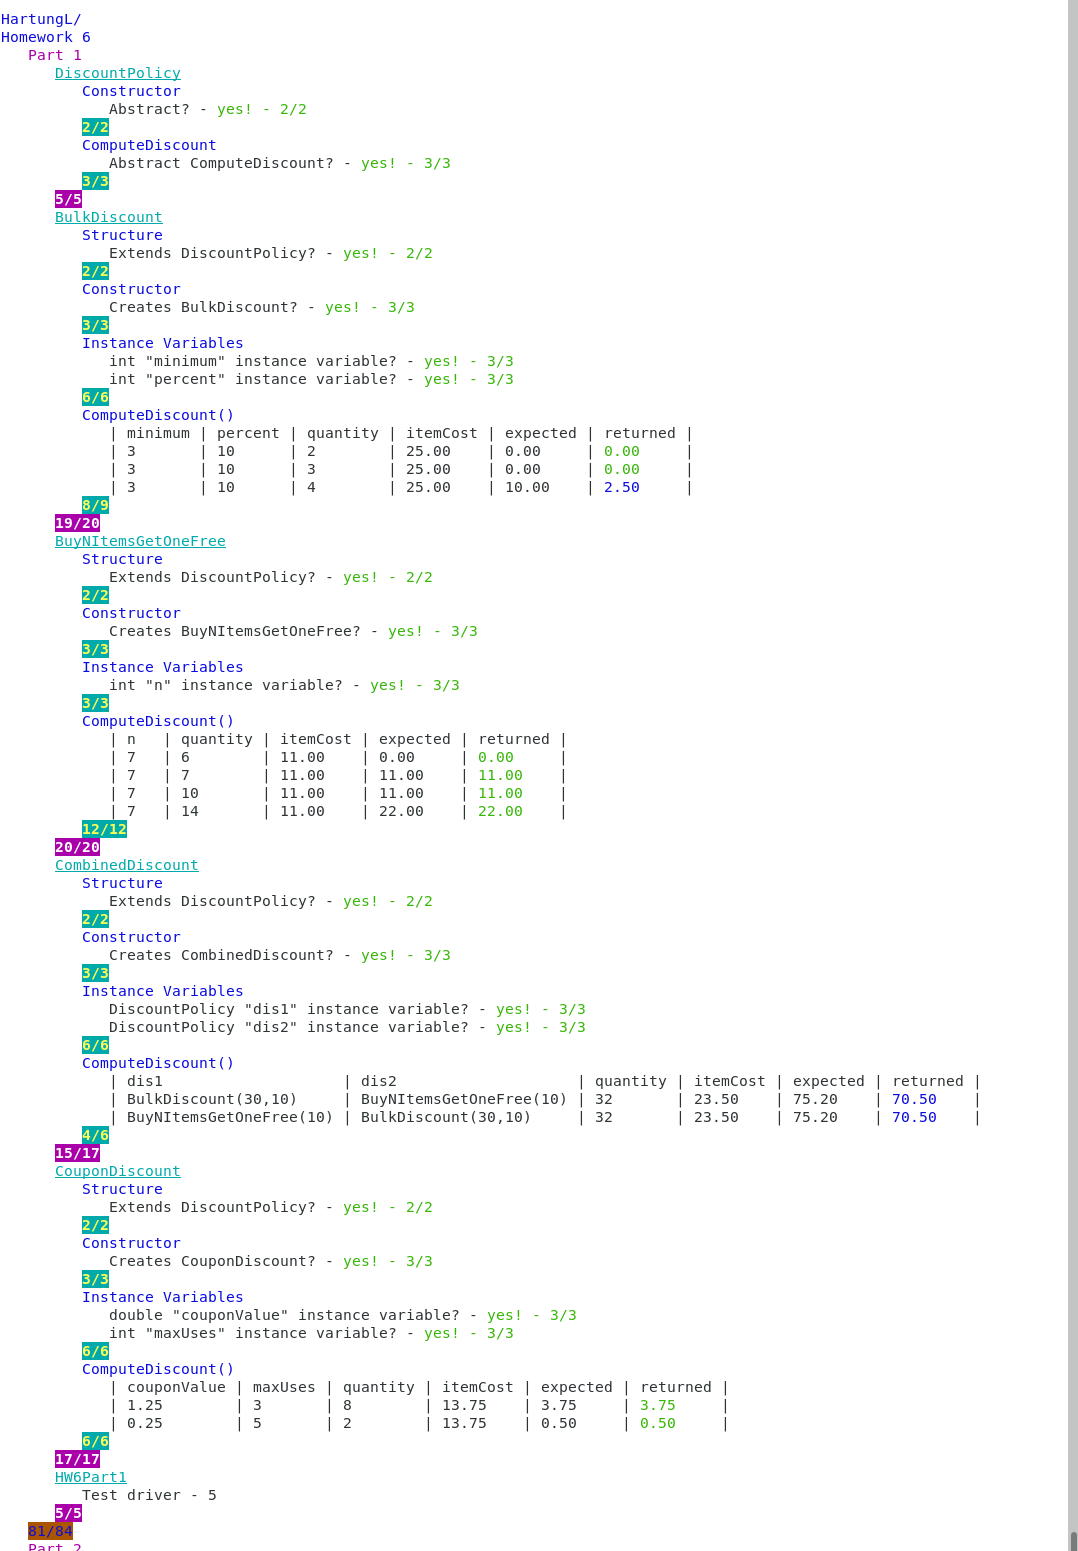 HartungL/
Homework 6
Part 1
DiscountPolicy
Constructor
Abstract? - yes! - 2/2
2/2
ComputeDiscount
Abstract ComputeDiscount? - yes! - 3/3
3/3
5/5
BulkDiscount
Structure
Extends DiscountPolicy? - yes! - 2/2
2/2
Constructor
Creates BulkDiscount? - yes! - 3/3
3/3
Instance Variables
int "minimum" instance variable? - yes! - 3/3
int "percent" instance variable? - yes! - 3/3
6/6
ComputeDiscount()
| minimum | percent | quantity | itemCost | expected | returned |
| 3 | 10 | 2 | 25.00 | 0.00 | 0.00 |
| 3 | 10 | 3 | 25.00 | 0.00 | 0.00 |
| 3 | 10 | 4 | 25.00 | 10.00 | 2.50 |
8/9
19/20
BuyNItemsGetOneFree
Structure
Extends DiscountPolicy? - yes! - 2/2
2/2
Constructor
Creates BuyNItemsGetOneFree? - yes! - 3/3
3/3
Instance Variables
int "n" instance variable? - yes! - 3/3
3/3
ComputeDiscount()
| n | quantity | itemCost | expected | returned |
| 7 | 6 | 11.00 | 0.00 | 0.00 |
| 7 | 7 | 11.00 | 11.00 | 11.00 |
| 7 | 10 | 11.00 | 11.00 | 11.00 |
| 7 | 14 | 11.00 | 22.00 | 22.00 |
12/12
20/20
CombinedDiscount
Structure
Extends DiscountPolicy? - yes! - 2/2
2/2
Constructor
Creates CombinedDiscount? - yes! - 3/3
3/3
Instance Variables
DiscountPolicy "dis1" instance variable? - yes! - 3/3
DiscountPolicy "dis2" instance variable? - yes! - 3/3
6/6
ComputeDiscount()
| dis1 | dis2 | quantity | itemCost | expected | returned |
| BulkDiscount(30,10) | BuyNItemsGetOneFree(10) | 32 | 23.50 | 75.20 | 70.50 |
| BuyNItemsGetOneFree(10) | BulkDiscount(30,10) | 32 | 23.50 | 75.20 | 70.50 |
4/6
15/17
CouponDiscount
Structure
Extends DiscountPolicy? - yes! - 2/2
2/2
Constructor
Creates CouponDiscount? - yes! - 3/3
3/3
Instance Variables
double "couponValue" instance variable? - yes! - 3/3
int "maxUses" instance variable? - yes! - 3/3
6/6
ComputeDiscount()
| couponValue | maxUses | quantity | itemCost | expected | returned |
| 1.25 | 3 | 8 | 13.75 | 3.75 | 3.75 |
| 0.25 | 5 | 2 | 13.75 | 0.50 | 0.50 |
6/6
17/17
HW6Part1
Test driver - 5
5/5
81/84
Part 2